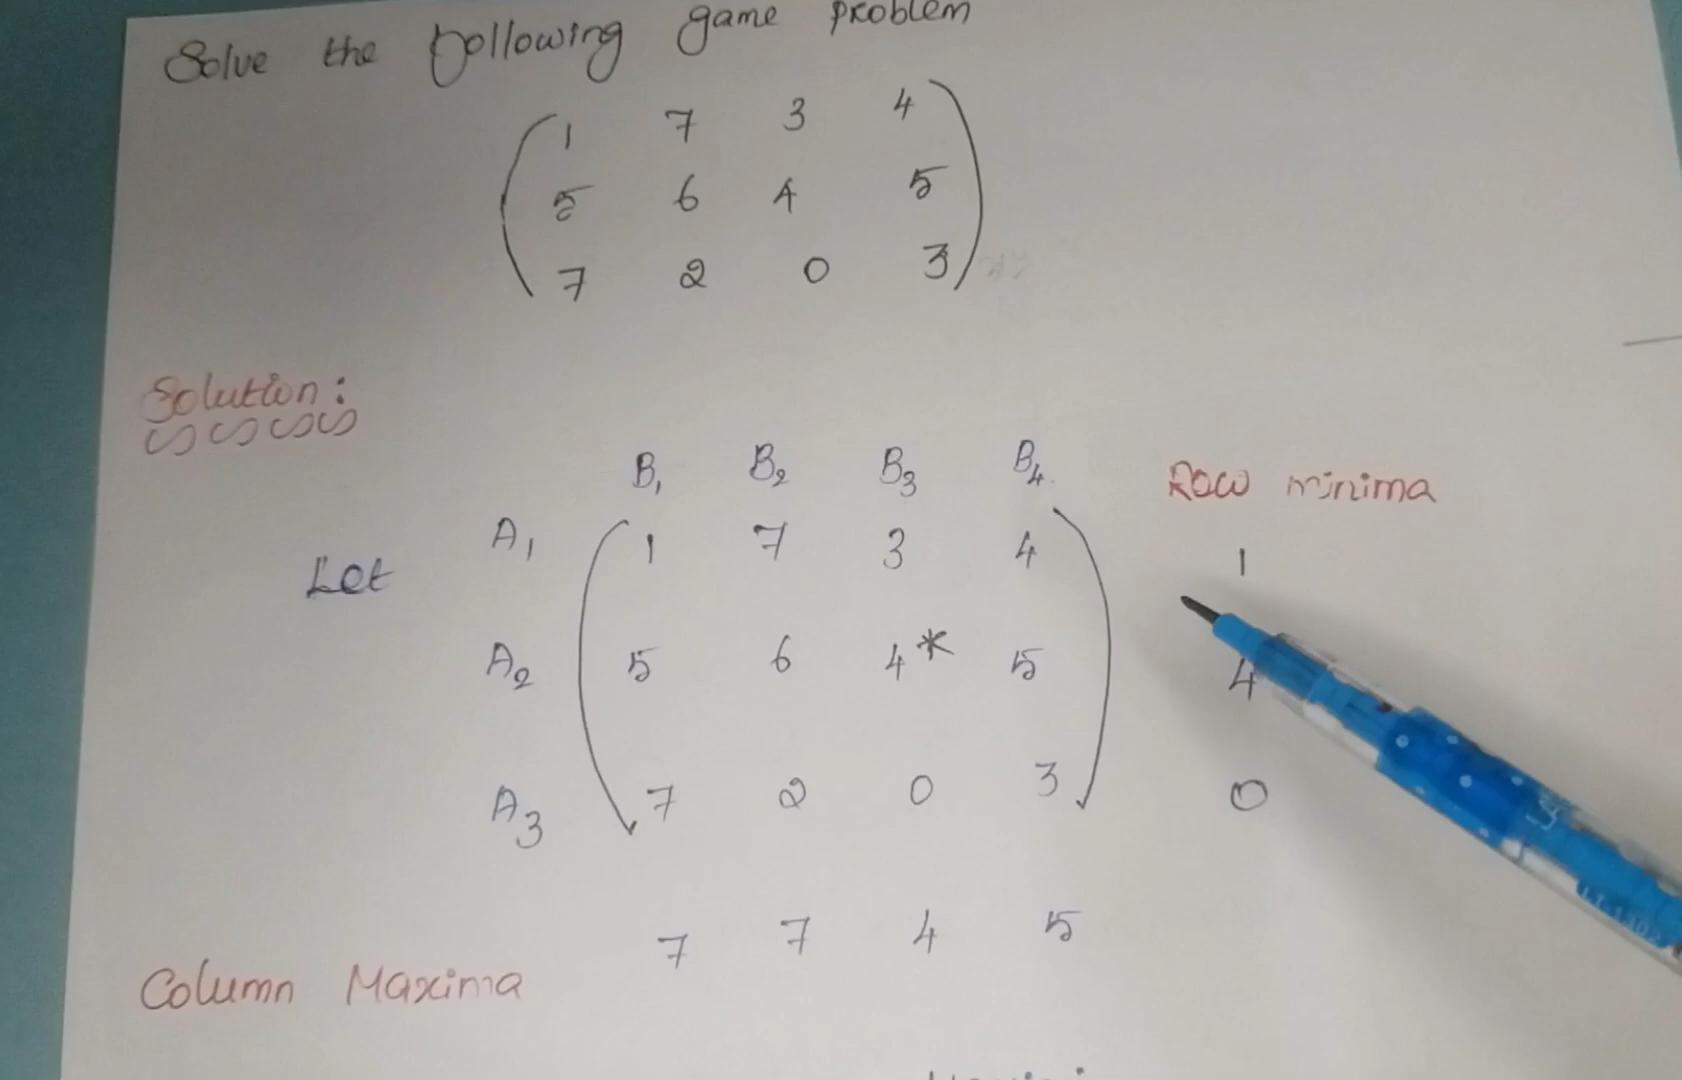 Solve the following game problem
1 7 3 4
5 6 4 5
7 2 0 3
Solution:
B1 B2 B3 B4 Row minima
A1 1 7 3 4 1
Let
A2 5 6 4* 5 4
A3 7 2 0 3 0
7 7 4 5
Column Maxima